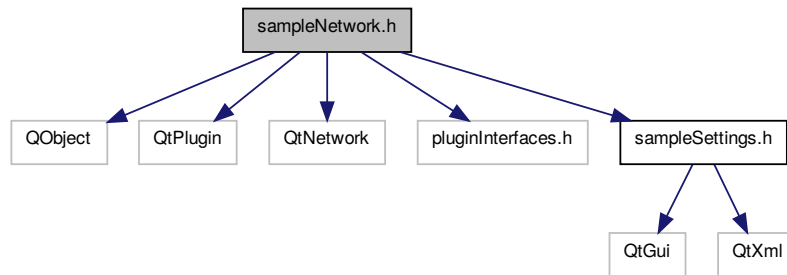 sampleNetwork.h
QObject
QtPlugin
QtNetwork
pluginInterfaces.h
sampleSettings.h
QtGui
QtXml